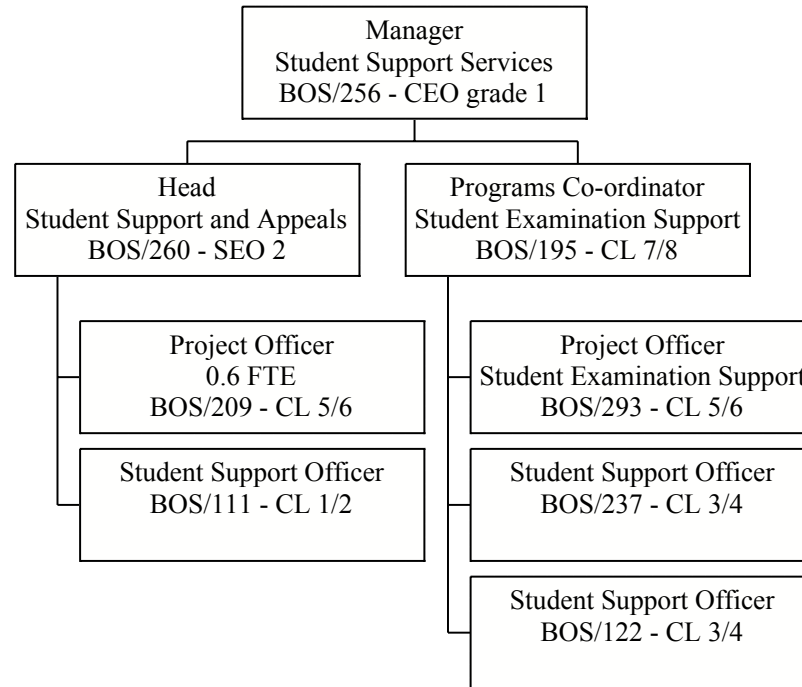 Manager
Student Support Services
BOS/256 - CEO grade 1
Head
Student Support and Appeals
BOS/260 - SEO 2
Programs Co-ordinator
Student Examination Support
BOS/195 - CL 7/8
Project Officer
0.6 FTE
BOS/209 - CL 5/6
Student Support Officer
BOS/111 - CL 1/2
Project Officer
Student Examination Support
BOS/293 - CL 5/6
Student Support Officer
BOS/237 - CL 3/4
Student Support Officer
BOS/122 - CL 3/4